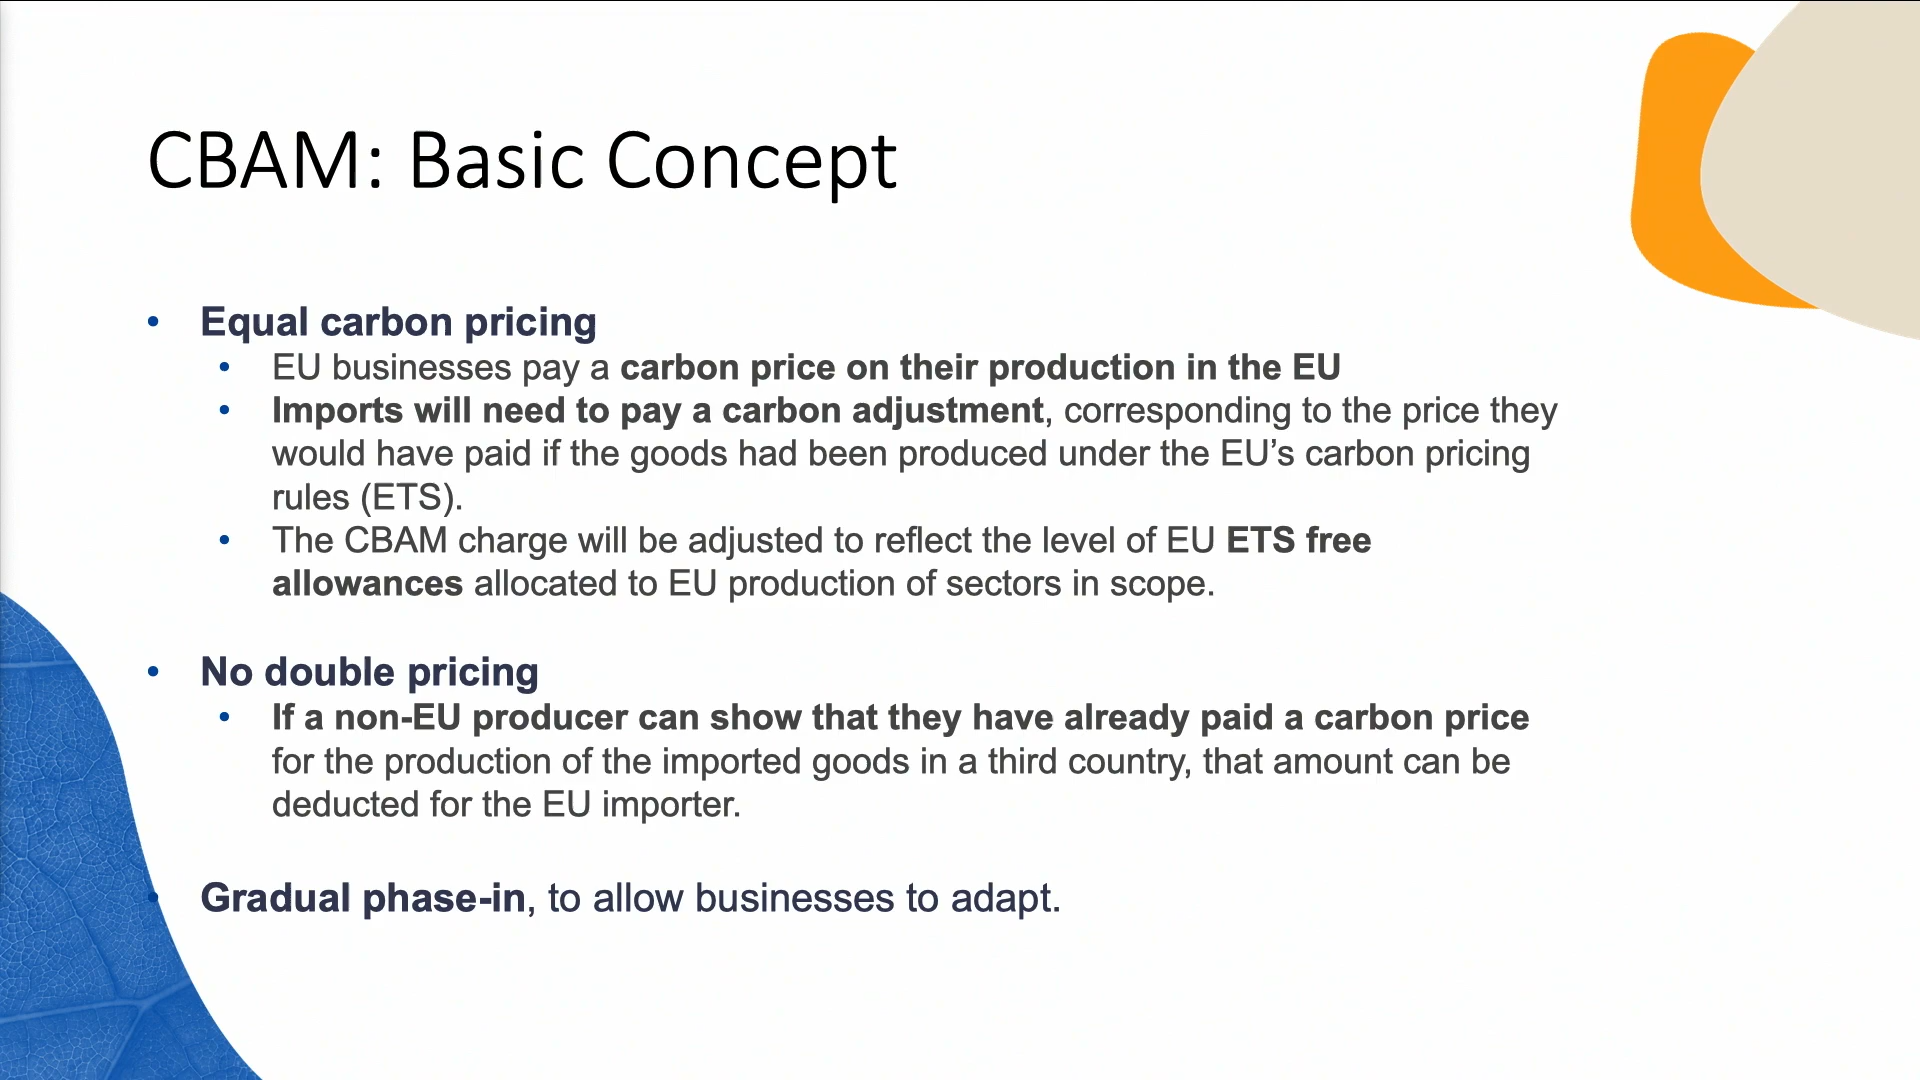 CBAM: Basic Concept
• Equal carbon pricing
• EU businesses pay a carbon price on their production in the EU
• Imports will need to pay a carbon adjustment, corresponding to the price they
would have paid if the goods had been produced under the EU’s carbon pricing
rules (ETS).
• The CBAM charge will be adjusted to reflect the level of EU ETS free
allowances allocated to EU production of sectors in scope.
• No double pricing
• If a non-EU producer can show that they have already paid a carbon price
for the production of the imported goods in a third country, that amount can be
deducted for the EU importer.
• Gradual phase-in, to allow businesses to adapt.